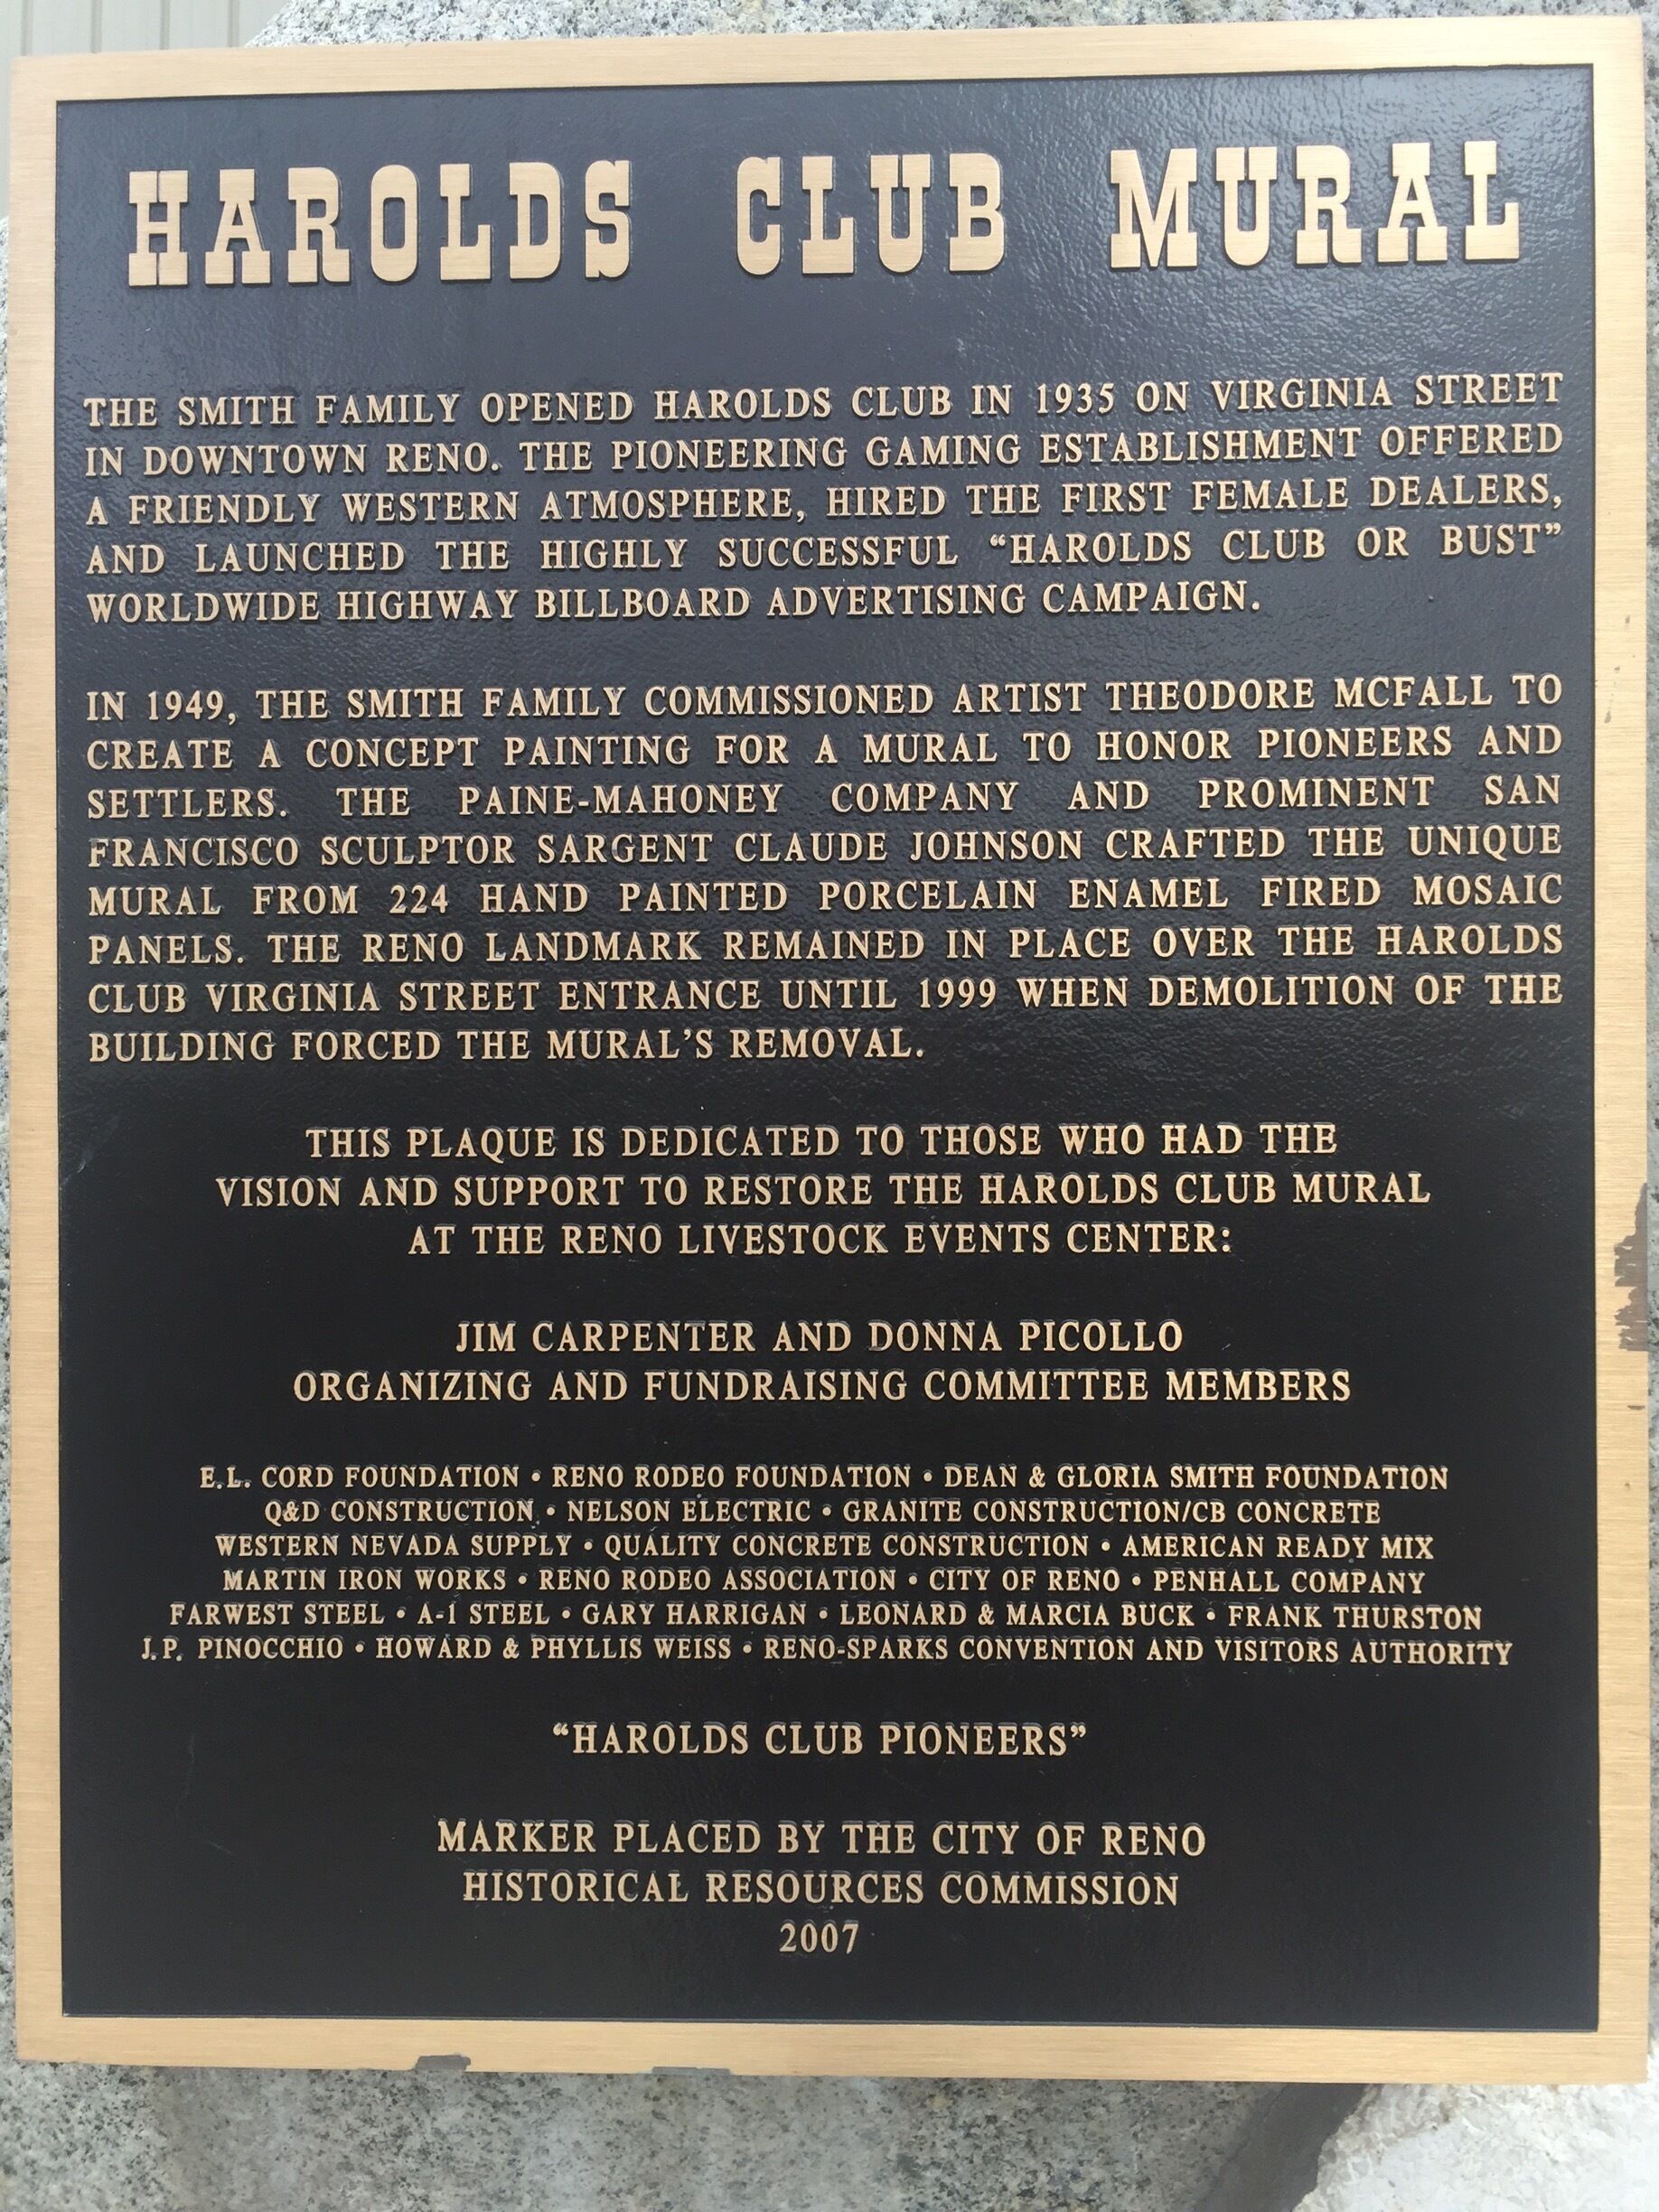 HAROLDS CLUB MURAL
THE SMITH FAMILY OPENED HAROLDS CLUB IN 1935 ON VIRGINIA STREET
IN DOWNTOWN RENO. THE PIONEERING GAMING ESTABLISHMENT OFFERED
A FRIENDLY WESTERN ATMOSPHERE, HIRED THE FIRST FEMALE DEALERS,
AND LAUNCHED THE HIGHLY SUCCESSFUL “HAROLDS CLUB OR BUST”
WORLDWIDE HIGHWAY BILLBOARD ADVERTISING CAMPAIGN.
IN 1949, THE SMITH FAMILY COMMISSIONED ARTIST THEODORE MCFALL TO
CREATE A CONCEPT PAINTING FOR A MURAL TO HONOR PIONEERS AND
SETTLERS. THE PAINE-MAHONEY COMPANY AND PROMINENT SAN
FRANCISCO SCULPTOR SARGENT CLAUDE JOHNSON CRAFTED THE UNIQUE
MURAL FROM 224 HAND PAINTED PORCELAIN ENAMEL FIRED MOSAIC
PANELS. THE RENO LANDMARK REMAINED IN PLACE OVER THE HAROLDS
CLUB VIRGINIA STREET ENTRANCE UNTIL 1999 WHEN DEMOLITION OF THE
BUILDING FORCED THE MURAL’S REMOVAL.
THIS PLAQUE IS DEDICATED TO THOSE WHO HAD THE
VISION AND SUPPORT TO RESTORE THE HAROLDS CLUB MURAL
AT THE RENO LIVESTOCK EVENTS CENTER:
JIM CARPENTER AND DONNA PICOLLO
ORGANIZING AND FUNDRAISING COMMITTEE MEMBERS
E.L. CORD FOUNDATION • RENO RODEO FOUNDATION • DEAN & GLORIA SMITH FOUNDATION
Q&D CONSTRUCTION • NELSON ELECTRIC • GRANITE CONSTRUCTION/CB CONCRETE
WESTERN NEVADA SUPPLY • QUALITY CONCRETE CONSTRUCTION • AMERICAN READY MIX
MARTIN IRON WORKS • RENO RODEO ASSOCIATION • CITY OF RENO • PENHALL COMPANY
FARWEST STEEL • A-1 STEEL • GARY HARRIGAN • LEONARD & MARCIA BUCK • FRANK THURSTON
J.P. PINOCCHIO • HOWARD & PHYLLIS WEISS • RENO-SPARKS CONVENTION AND VISITORS AUTHORITY
“HAROLDS CLUB PIONEERS”
MARKER PLACED BY THE CITY OF RENO
HISTORICAL RESOURCES COMMISSION
2007